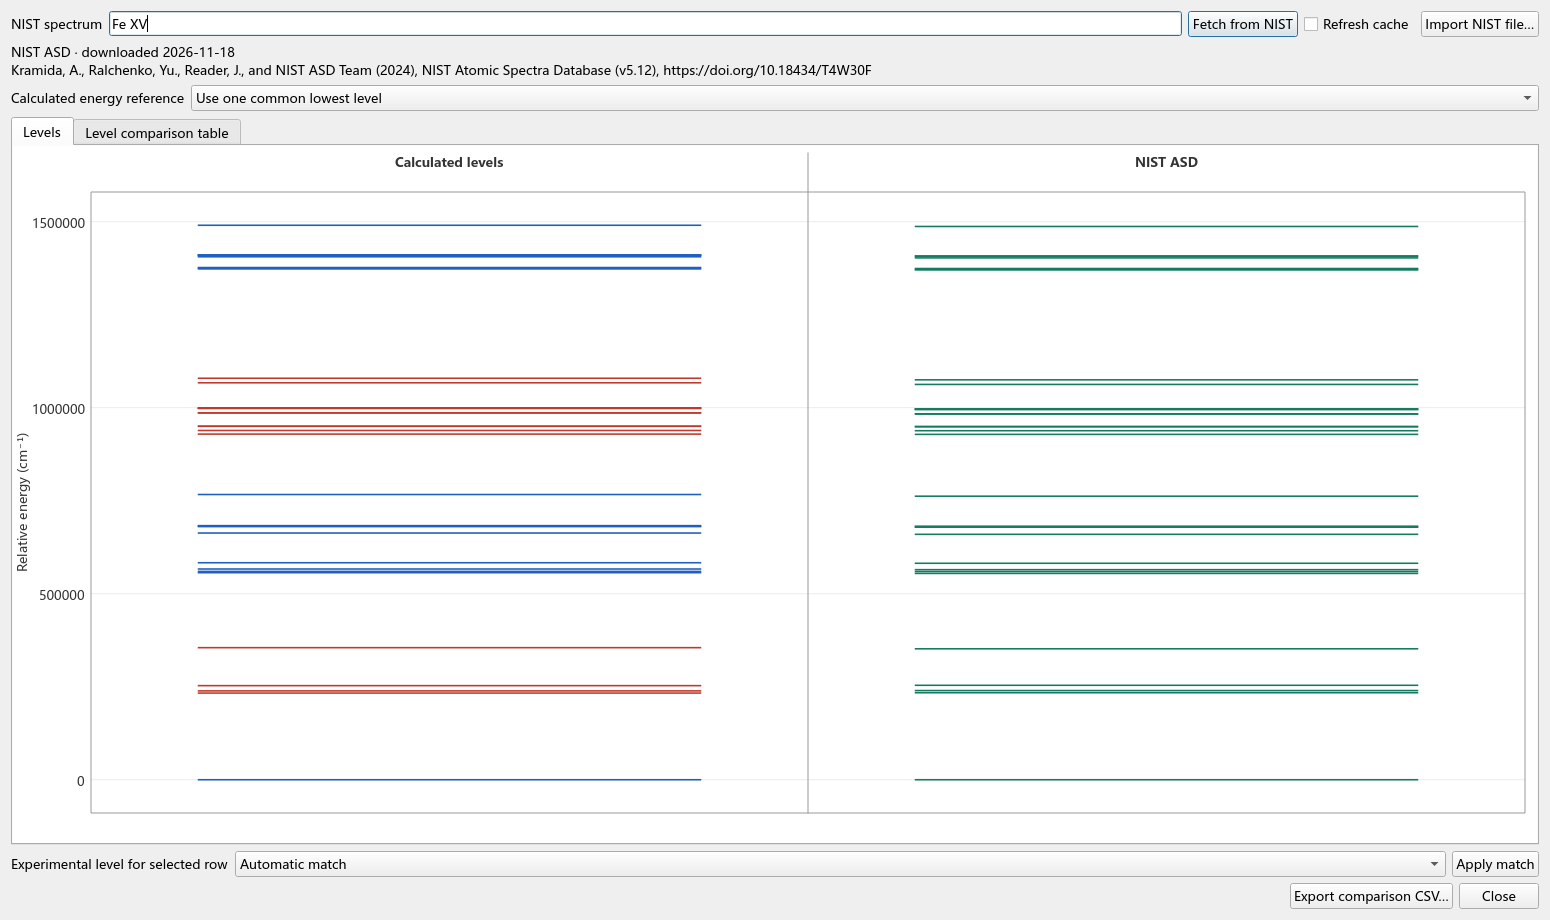 NIST spectrum Fe XV Fetch from NIST Refresh cache Import NIST file...
NIST ASD · downloaded 2026-11-18
Kramida, A., Ralchenko, Yu., Reader, J., and NIST ASD Team (2024), NIST Atomic Spectra Database (v5.12), https://doi.org/10.18434/T4W30F
Calculated energy reference Use one common lowest level
Levels Level comparison table
Calculated levels NIST ASD
1500000
1000000
Relative energy (cm⁻¹)
500000
0
Experimental level for selected row Automatic match Apply match
Export comparison CSV... Close